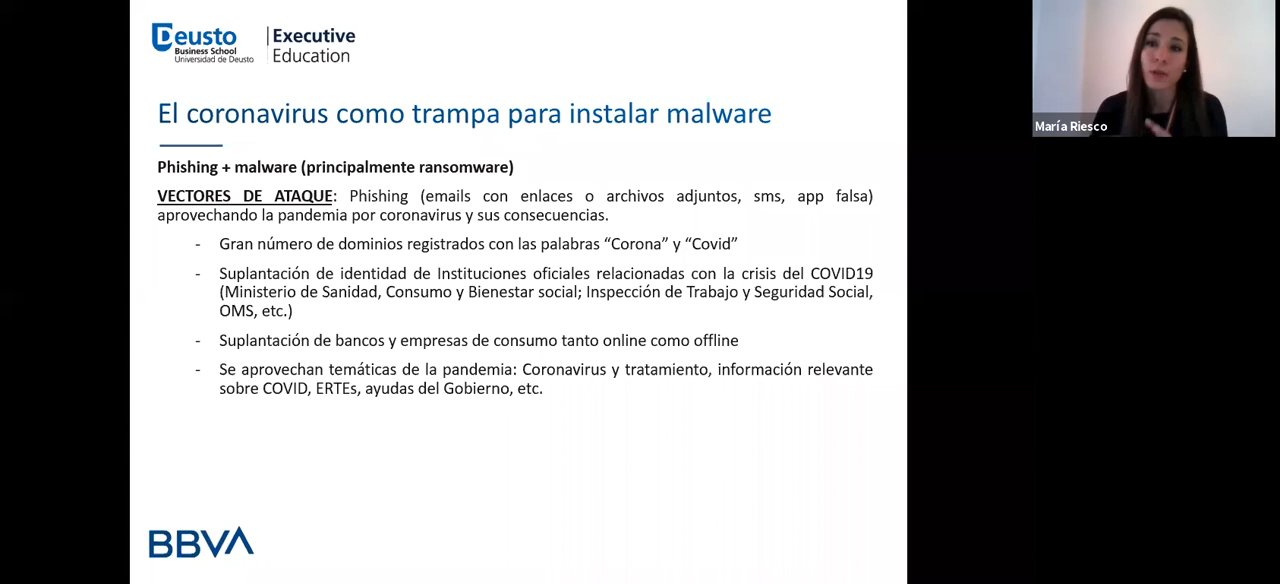 Deusto
Business School
Universidad de Deusto
Executive
Education
María Riesco
El coronavirus como trampa para instalar malware
Phishing + malware (principalmente ransomware)
VECTORES DE ATAQUE: Phishing (emails con enlaces o archivos adjuntos, sms, app falsa)
aprovechando la pandemia por coronavirus y sus consecuencias.
- Gran número de dominios registrados con las palabras “Corona” y “Covid”
- Suplantación de identidad de Instituciones oficiales relacionadas con la crisis del COVID19
(Ministerio de Sanidad, Consumo y Bienestar social; Inspección de Trabajo y Seguridad Social,
OMS, etc.)
- Suplantación de bancos y empresas de consumo tanto online como offline
- Se aprovechan temáticas de la pandemia: Coronavirus y tratamiento, información relevante
sobre COVID, ERTEs, ayudas del Gobierno, etc.
BBVA